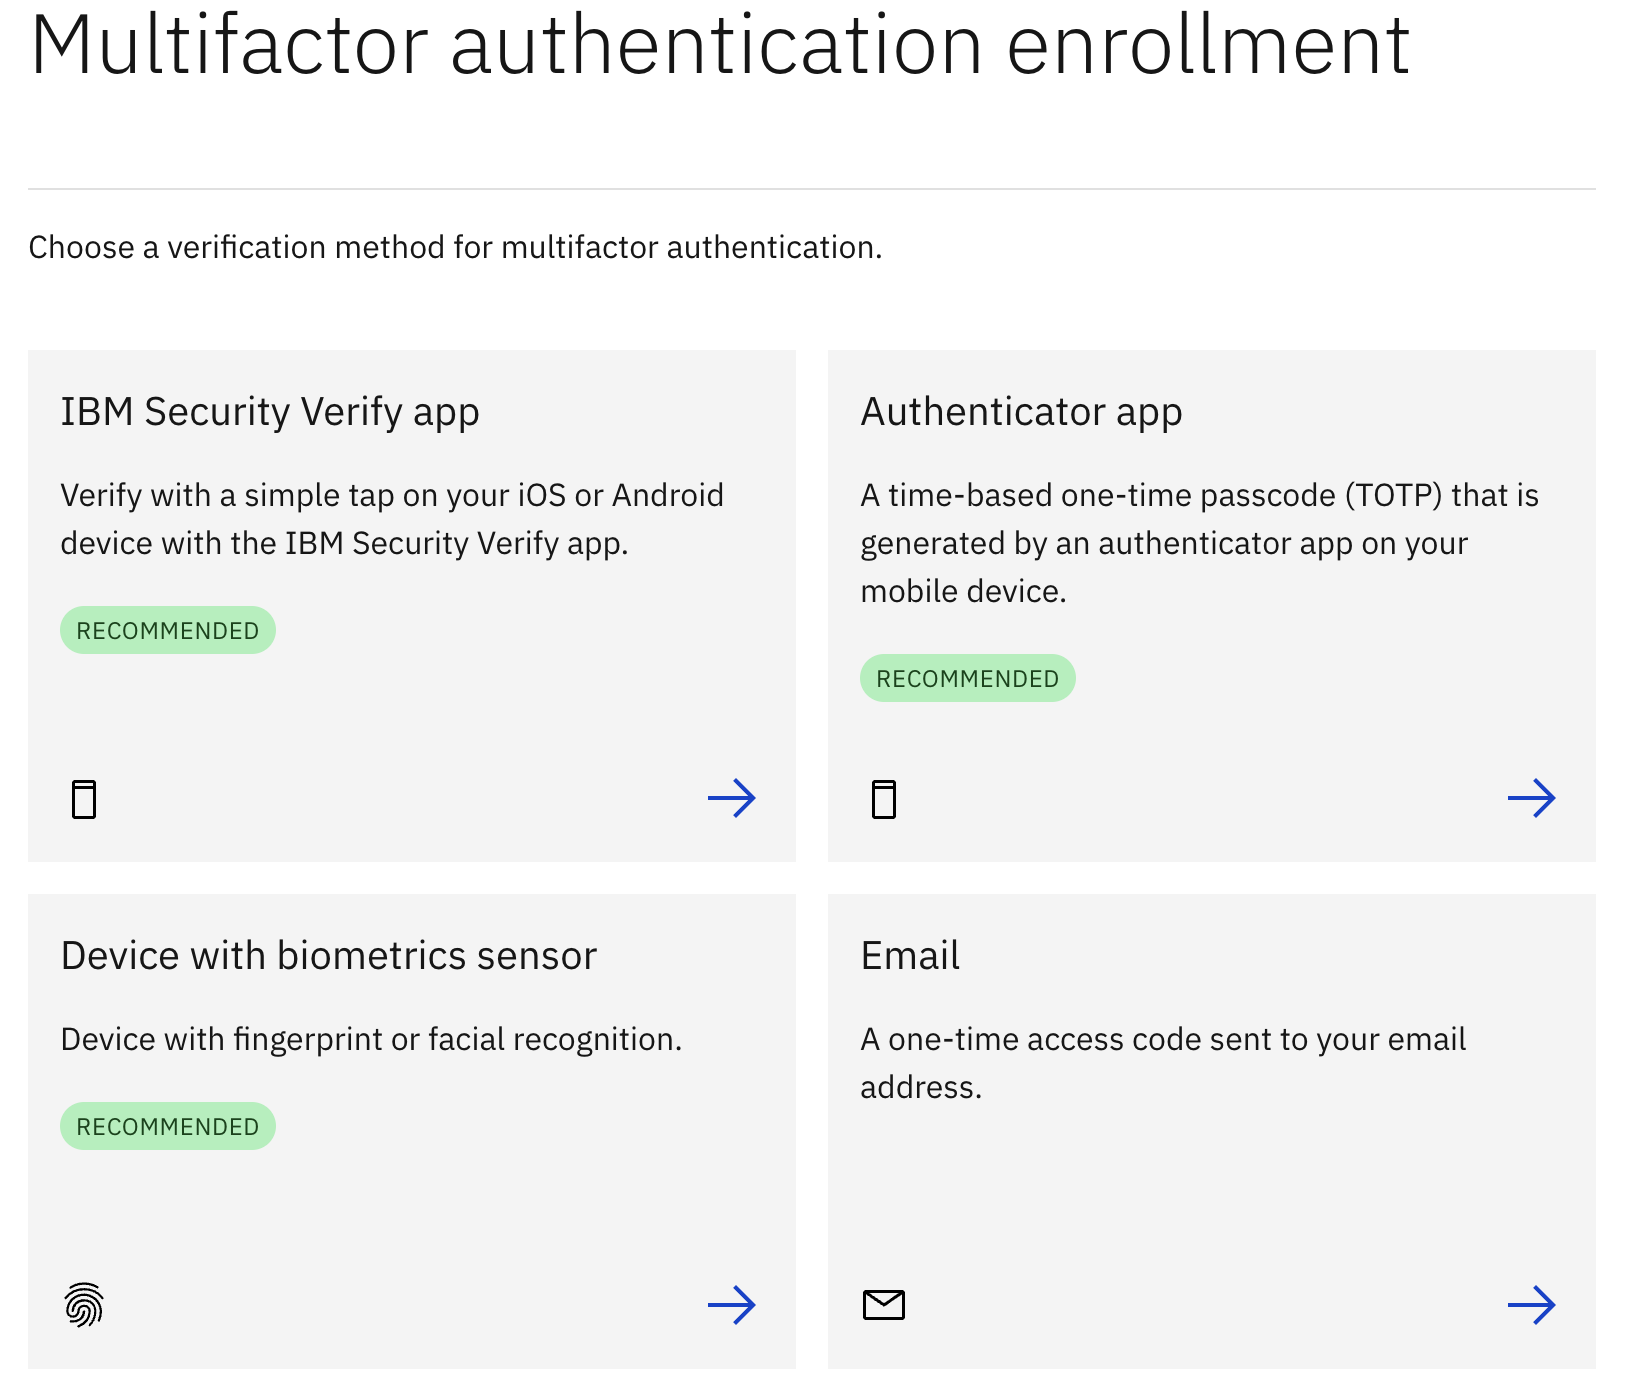 Multifactor authentication enrollment
Choose a verification method for multifactor authentication.
IBM Security Verify app
Verify with a simple tap on your iOS or Android
device with the IBM Security Verify app.
RECOMMENDED
Authenticator app
A time-based one-time passcode (TOTP) that is
generated by an authenticator app on your
mobile device.
RECOMMENDED
Device with biometrics sensor
Device with fingerprint or facial recognition.
RECOMMENDED
Email
A one-time access code sent to your email
address.